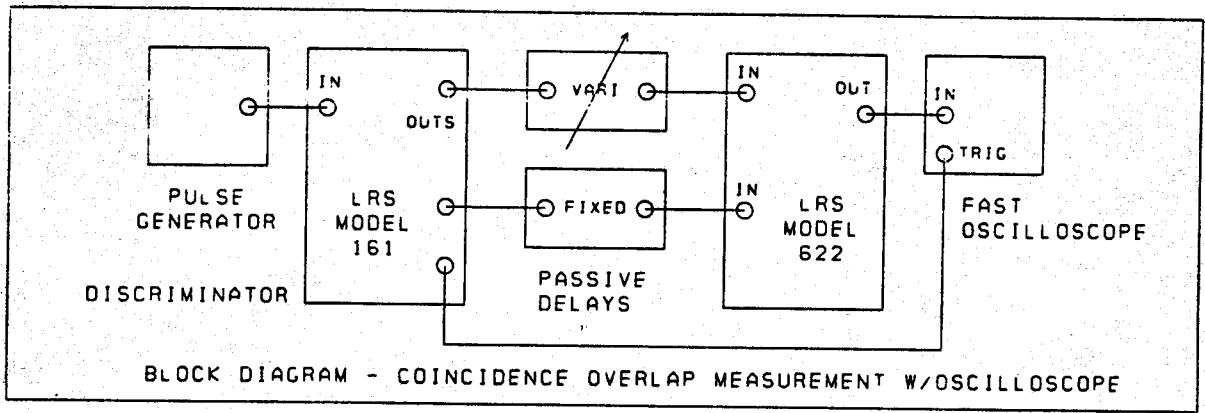 PULSE
GENERATOR
IN
OUTS
LRS
MODEL
161
DISCRIMINATOR
VARI
FIXED
PASSIVE
DELAYS
IN
IN
OUT
LRS
MODEL
622
IN
TRIG
FAST
OSCILLOSCOPE
BLOCK DIAGRAM - COINCIDENCE OVERLAP MEASUREMENT W/OSCILLOSCOPE